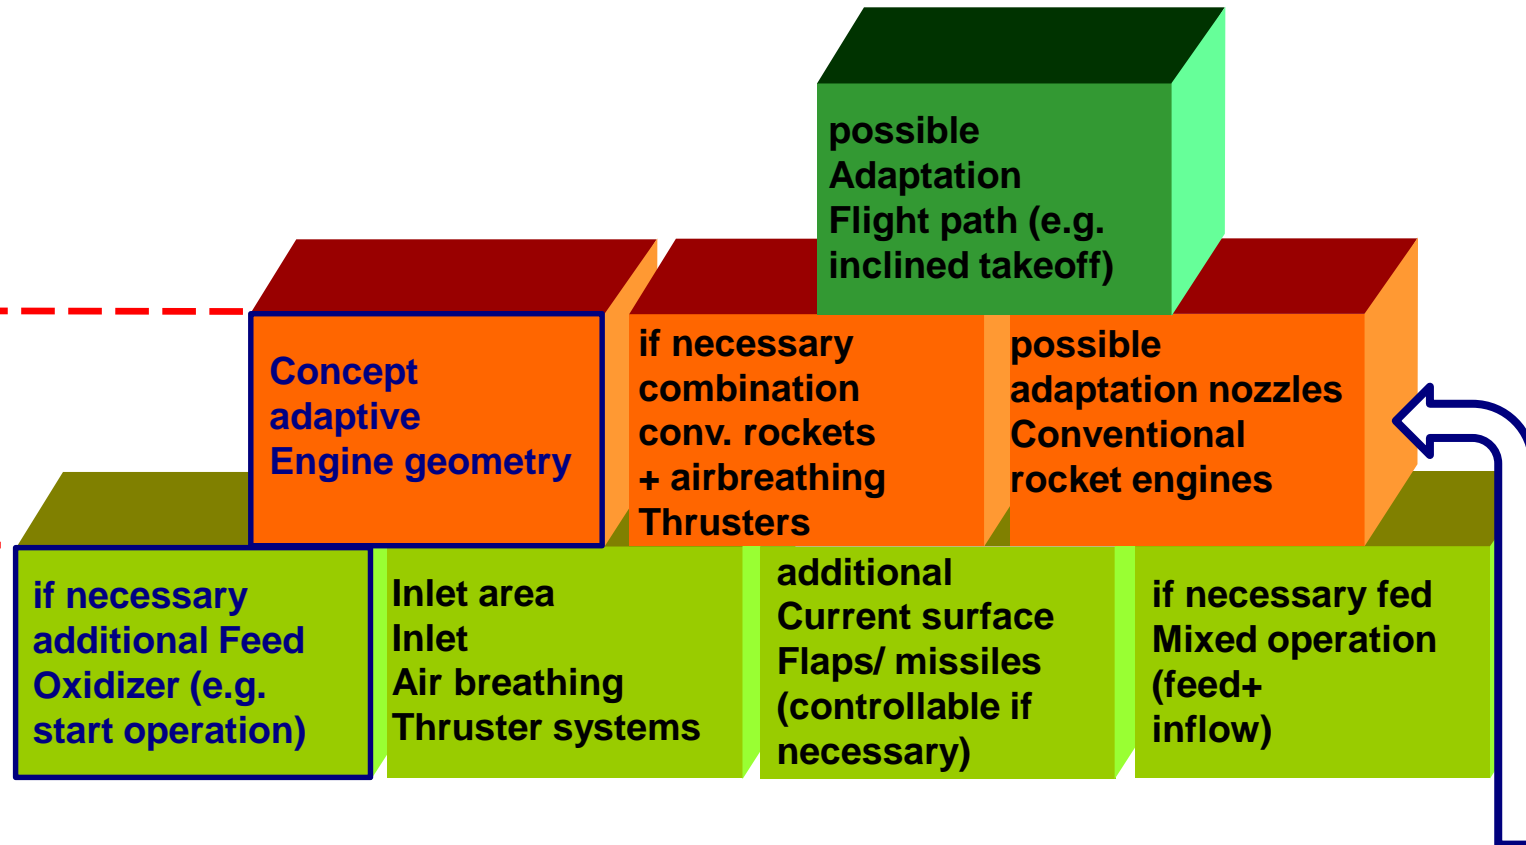 possible
Adaptation
Flight path (e.g.
inclined takeoff)
Concept
adaptive
Engine geometry
if necessary
combination
conv. rockets
+ airbreathing
Thrusters
possible
adaptation nozzles
Conventional
rocket engines
if necessary
additional Feed
Oxidizer (e.g.
start operation)
Inlet area
Inlet
Air breathing
Thruster systems
additional
Current surface
Flaps/ missiles
(controllable if
necessary)
if necessary fed
Mixed operation
(feed+
inflow)